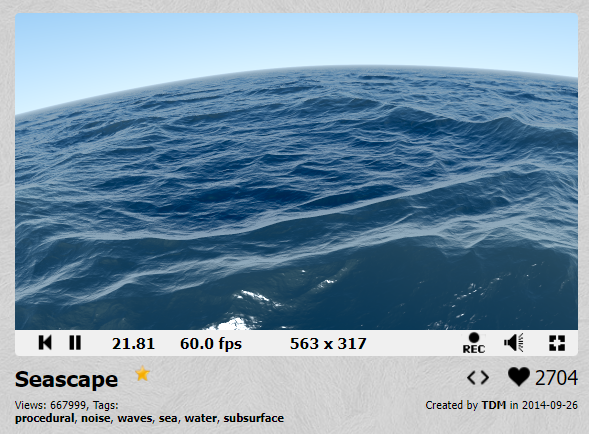 21.81 60.0 fps 563 x 317 REC
Seascape 2704
Views: 667999, Tags: Created by TDM in 2014-09-26
procedural, noise, waves, sea, water, subsurface